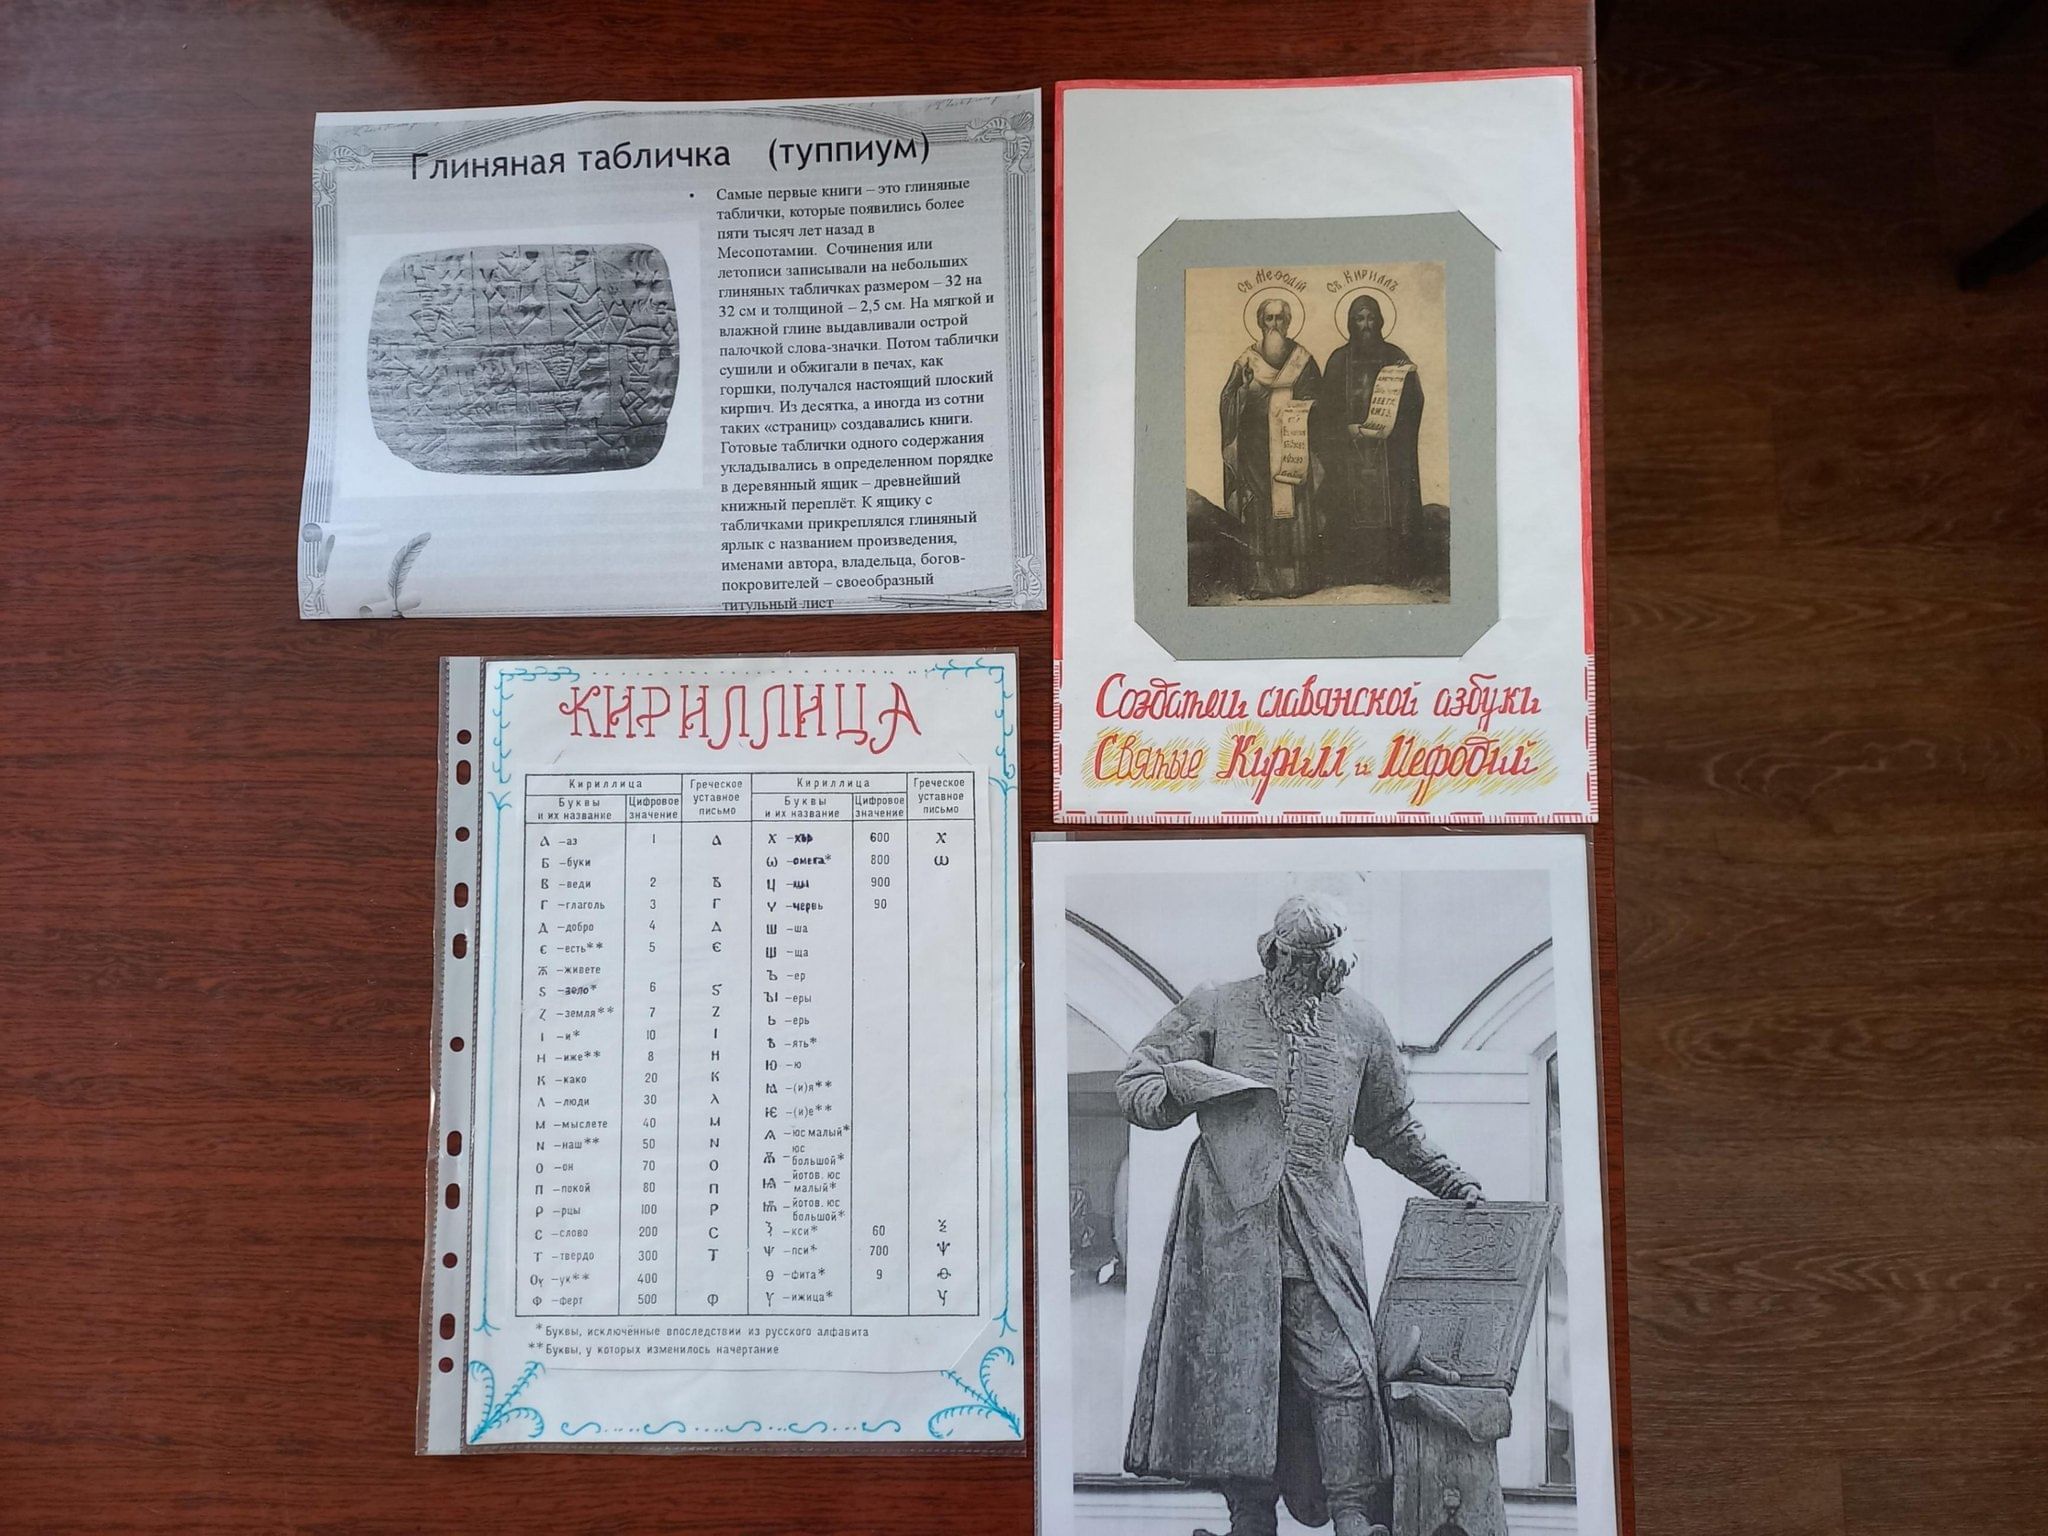 Глиняная табличка (туппиум)
• Самые первые книги – это глиняные
таблички, которые появились более
пяти тысяч лет назад в
Месопотамии. Сочинения или
летописи записывали на небольших
глиняных табличках размером – 32 на
32 см и толщиной – 2,5 см. На мягкой и
влажной глине выдавливали острой
палочкой слова-значки. Потом таблички
сушили и обжигали в печах, как
горшки, получался настоящий плоский
кирпич. Из десятка, а иногда из сотни
таких «страниц» создавались книги.
Готовые таблички одного содержания
укладывались в определенном порядке
в деревянный ящик – древнейший
книжный переплёт. К ящику с
табличками прикреплялся глиняный
ярлык с названием произведения,
именами автора, владельца, богов-
покровителей – своеобразный
титульный лист
Св Меѳодій Св Кириллъ
Создатели славянской азбуки
Святые Кирилл и Мефодий
КИРИЛЛИЦА
Кириллица Греческое уставное письмо Кириллица Греческое уставное письмо
Буквы и их название Цифровое значение Буквы и их название Цифровое значение
А –аз 1 А Х –хър 600 Х
Б –буки Ѡ –омега* 800 ω
В –веди 2 Ц –цы 900
Г –глаголь 3 Г Ч –червь 90
Д –добро 4 Д Ш –ша
Є –есть** 5 Є Щ –ща
Ж –живете Ъ –ер
Ѕ –зело* 6 Ѕ ЪІ –еры
Z –земля** 7 Z Ь –ерь
І –и* 10 І Ѣ –ять*
Н –иже** 8 Н Ю –ю
К –како 20 К Ꙗ –(и)я**
Л –люди 30 λ Ѥ –(и)е**
М –мыслете 40 М Ѧ –юс малый*
N –наш** 50 N Ѫ –юс большой*
О –он 70 О
П –покой 80 П Ѩ –йотов. юс малый*
Р –рцы 100 Р Ѭ –йотов. юс большой*
С –слово 200 С Ѯ –кси* 60 Ѯ
Т –твердо 300 Т Ѱ –пси* 700 Ѱ
Оу –ук** 400 Ѳ –фита* 9 Ѳ
Ф –ферт 500 Ф Ѵ –ижица* Ѵ
* Буквы, исключённые впоследствии из русского алфавита
** Буквы, у которых изменилось начертание